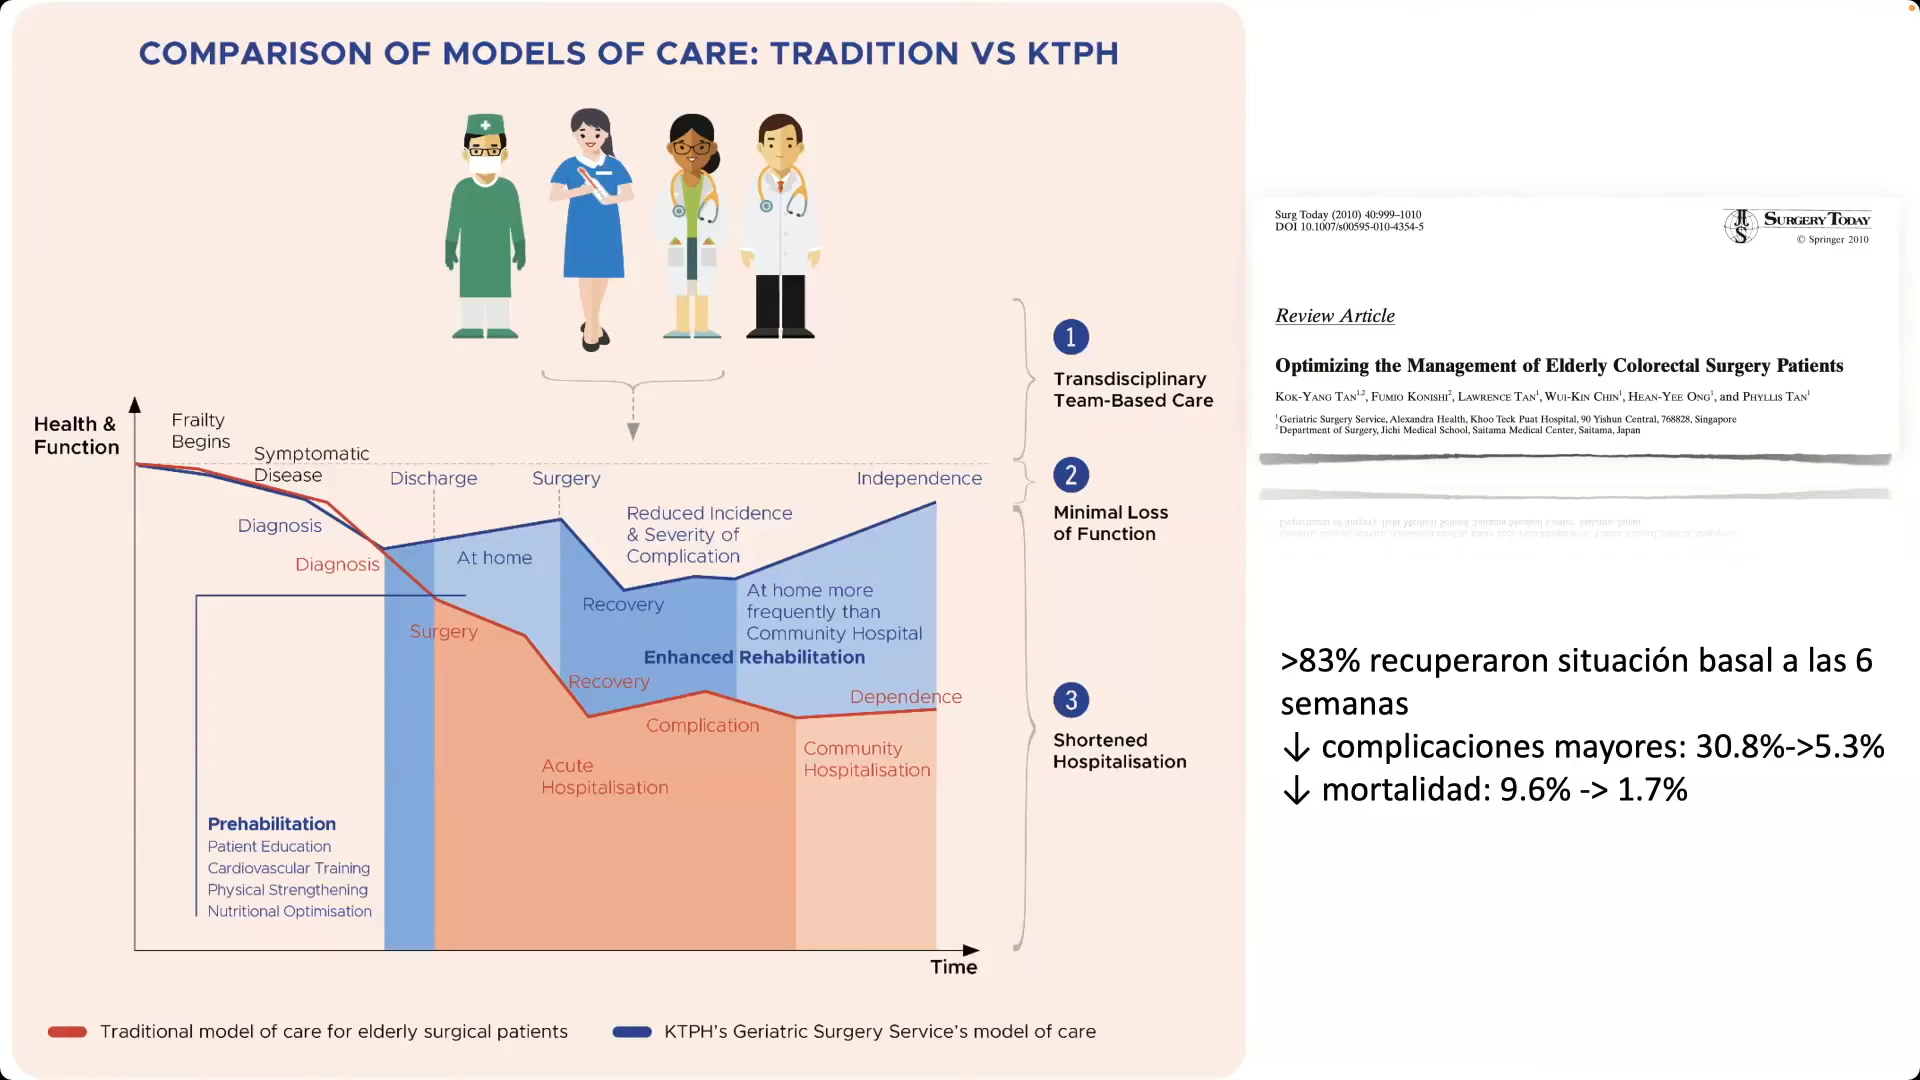 COMPARISON OF MODELS OF CARE: TRADITION VS KTPH
Health &
Function
Frailty
Begins
Symptomatic
Disease
Discharge
Surgery
Independence
Diagnosis
Diagnosis
At home
Reduced Incidence
& Severity of
Complication
Recovery
At home more
frequently than
Community Hospital
Enhanced Rehabilitation
Surgery
Recovery
Complication
Dependence
Acute
Hospitalisation
Community
Hospitalisation
Prehabilitation
Patient Education
Cardiovascular Training
Physical Strengthening
Nutritional Optimisation
Time
1
Transdisciplinary
Team-Based Care
2
Minimal Loss
of Function
3
Shortened
Hospitalisation
Traditional model of care for elderly surgical patients
KTPH's Geriatric Surgery Service's model of care
Surg Today (2010) 40:999–1010
DOI 10.1007/s00595-010-4354-5
SURGERY TODAY
© Springer 2010
Review Article
Optimizing the Management of Elderly Colorectal Surgery Patients
KOK-YANG TAN1,2, FUMIO KONISHI2, LAWRENCE TAN1, WUI-KIN CHIN1, HEAN-YEE ONG1, and PHYLLIS TAN1
1 Geriatric Surgery Service, Alexandra Health, Khoo Teck Puat Hospital, 90 Yishun Central, 768828, Singapore
2 Department of Surgery, Jichi Medical School, Saitama Medical Center, Saitama, Japan
>83% recuperaron situación basal a las 6
semanas
↓ complicaciones mayores: 30.8%->5.3%
↓ mortalidad: 9.6% -> 1.7%